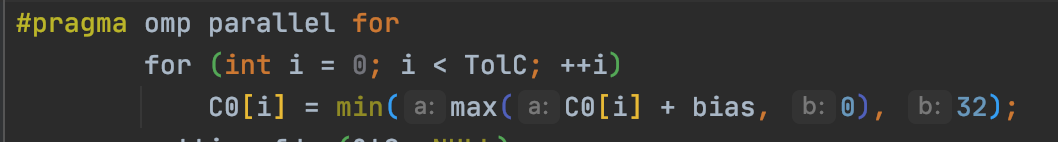 #pragma omp parallel for
for (int i = 0; i < TolC; ++i)
C0[i] = min( a: max( a: C0[i] + bias, b: 0), b: 32);